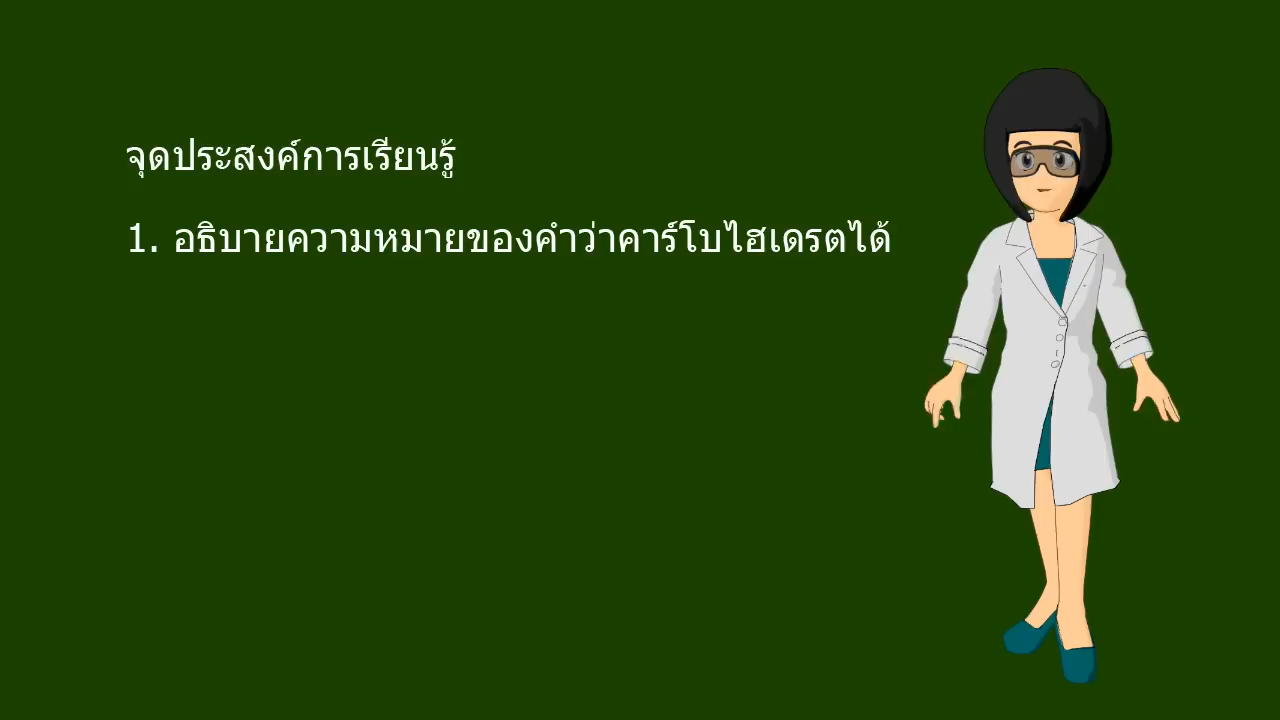 จุดประสงค์การเรียนรู้
1. อธิบายความหมายของคำว่าคาร์โบไฮเดรตได้